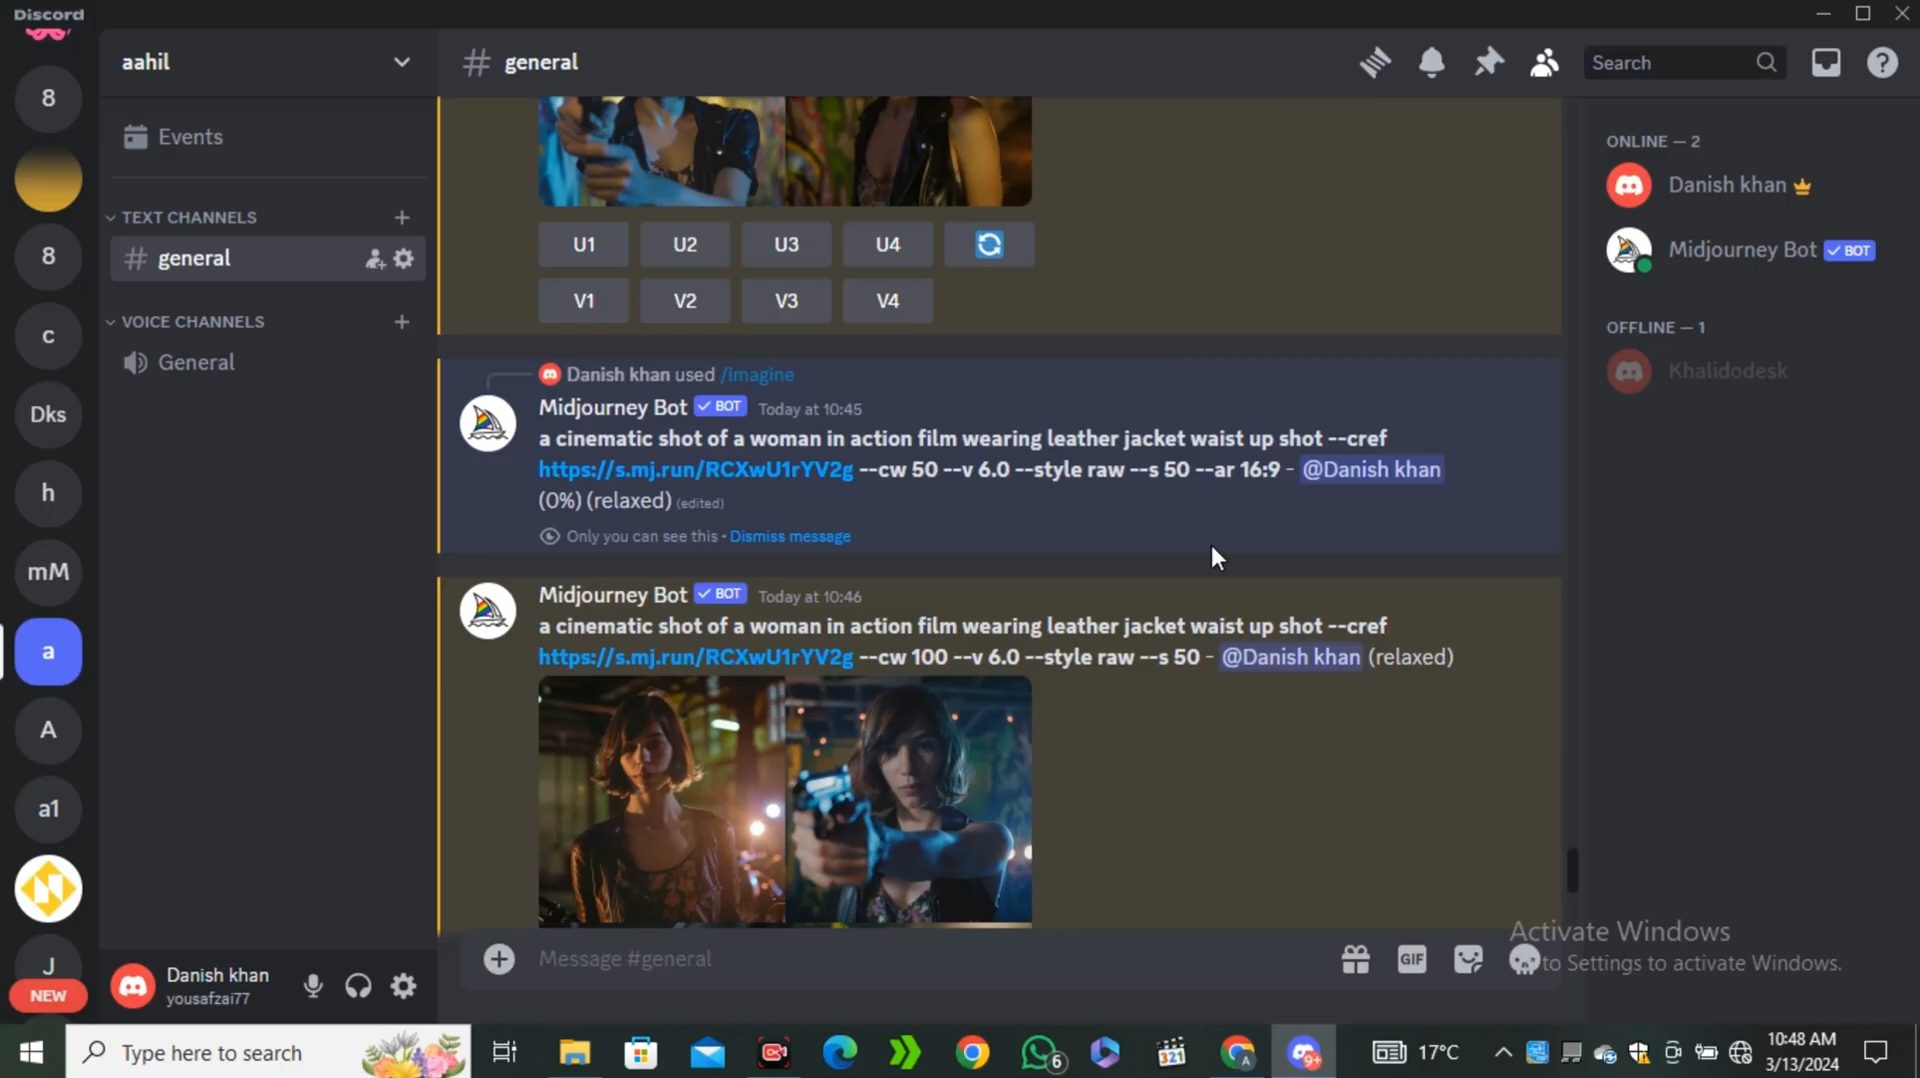 Discord
8
8
c
Dks
h
mM
a
A
a1
J
NEW
aahil
Events
TEXT CHANNELS
general
VOICE CHANNELS
General
Danish khan
yousafzai77
# general
Search
U1 U2 U3 U4
V1 V2 V3 V4
Danish khan used /imagine
Midjourney Bot ✓ BOT Today at 10:45
a cinematic shot of a woman in action film wearing leather jacket waist up shot --cref
https://s.mj.run/RCXwU1rYV2g --cw 50 --v 6.0 --style raw --s 50 --ar 16:9 - @Danish khan
(0%) (relaxed) (edited)
Only you can see this • Dismiss message
Midjourney Bot ✓ BOT Today at 10:46
a cinematic shot of a woman in action film wearing leather jacket waist up shot --cref
https://s.mj.run/RCXwU1rYV2g --cw 100 --v 6.0 --style raw --s 50 - @Danish khan (relaxed)
Message #general
GIF
ONLINE — 2
Danish khan
Midjourney Bot ✓ BOT
OFFLINE — 1
Khalidodesk
Activate Windows
to Settings to activate Windows.
Type here to search
321
6
A
9+
17°C
10:48 AM
3/13/2024